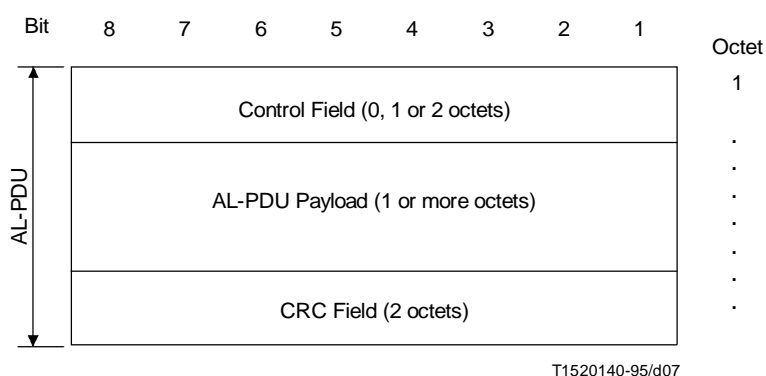 Bit 8 7 6 5 4 3 2 1
Octet
1
Control Field (0, 1 or 2 octets)
.
.
AL-PDU
AL-PDU Payload (1 or more octets)
.
.
.
.
CRC Field (2 octets)
.
T1520140-95/d07